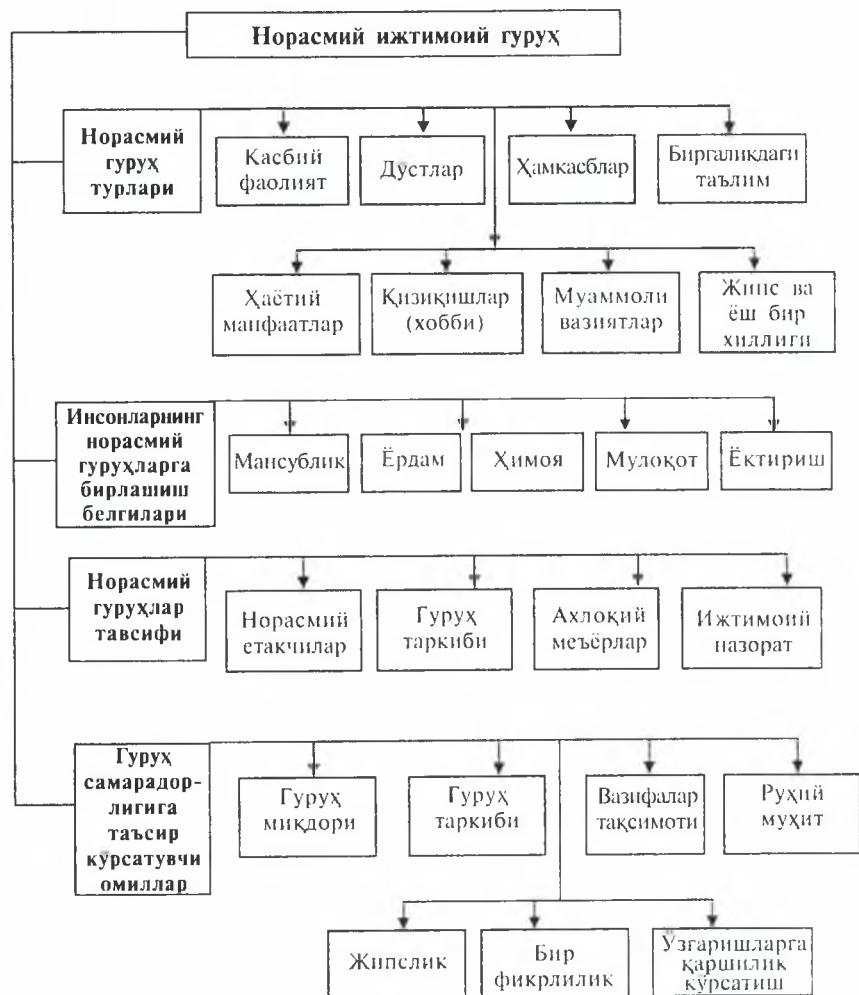 Норасмий ижтимоий гуруҳ
Норасмий
гуруҳ
турлари
Касбий
фаолият
Дустлар
Ҳамкасблар
Биргаликдаги
таълим
Ҳаётий
манфаатлар
Қизиқишлар
(хобби)
Муаммоли
вазиятлар
Жинс ва
ёш бир
хиллиги
Инсонларнинг
норасмий
гуруҳларга
бирлашиш
белгилари
Мансублик
Ёрдам
Ҳимоя
Мулоқот
Ёктириш
Норасмий
гуруҳлар
тавсифи
Норасмий
етакчилар
Гуруҳ
таркиби
Ахлоқий
меъёрлар
Ижтимоий
назорат
Гуруҳ
самарадор-
лигига
таъсир
кўрсатувчи
омиллар
Гуруҳ
миқдори
Гуруҳ
таркиби
Вазифалар
тақсимоти
Руҳий
муҳит
Жипслик
Бир
фикрлилик
Ўзгаришларга
қаршилик
кўрсатиш